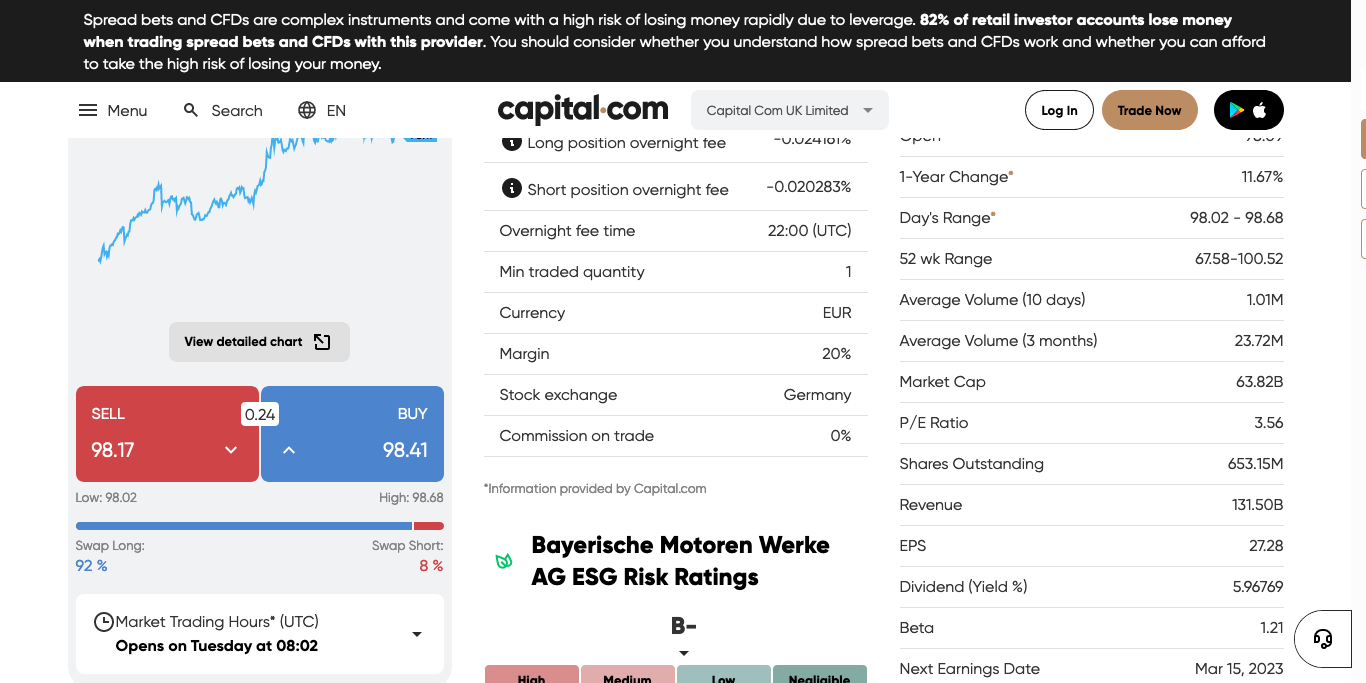 Spread bets and CFDs are complex instruments and come with a high risk of losing money rapidly due to leverage. 82% of retail investor accounts lose money
when trading spread bets and CFDs with this provider. You should consider whether you understand how spread bets and CFDs work and whether you can afford
to take the high risk of losing your money.
Menu
Search
EN
capital.com
Capital Com UK Limited
Log In
Trade Now
View detailed chart
SELL
98.17
0.24
BUY
98.41
Low: 98.02
High: 98.68
Swap Long:
92 %
Swap Short:
8 %
Market Trading Hours* (UTC)
Opens on Tuesday at 08:02
Long position overnight fee -0.024161%
Short position overnight fee -0.020283%
Overnight fee time 22:00 (UTC)
Min traded quantity 1
Currency EUR
Margin 20%
Stock exchange Germany
Commission on trade 0%
*Information provided by Capital.com
Bayerische Motoren Werke
AG ESG Risk Ratings
B-
High
Medium
Low
Negligible
Open
1-Year Change* 11.67%
Day's Range* 98.02 - 98.68
52 wk Range 67.58-100.52
Average Volume (10 days) 1.01M
Average Volume (3 months) 23.72M
Market Cap 63.82B
P/E Ratio 3.56
Shares Outstanding 653.15M
Revenue 131.50B
EPS 27.28
Dividend (Yield %) 5.96769
Beta 1.21
Next Earnings Date Mar 15, 2023